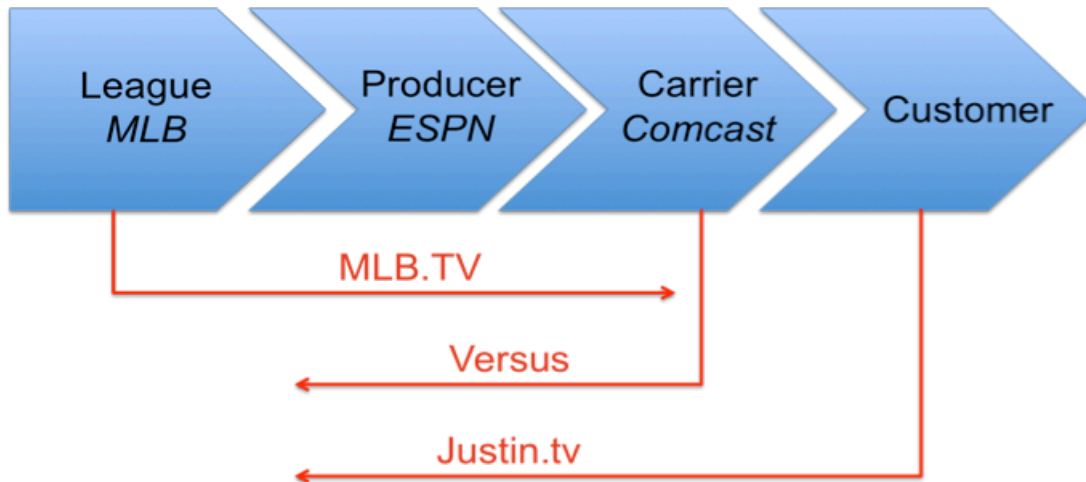 League
MLB
Producer
ESPN
Carrier
Comcast
Customer
MLB.TV
Versus
Justin.tv